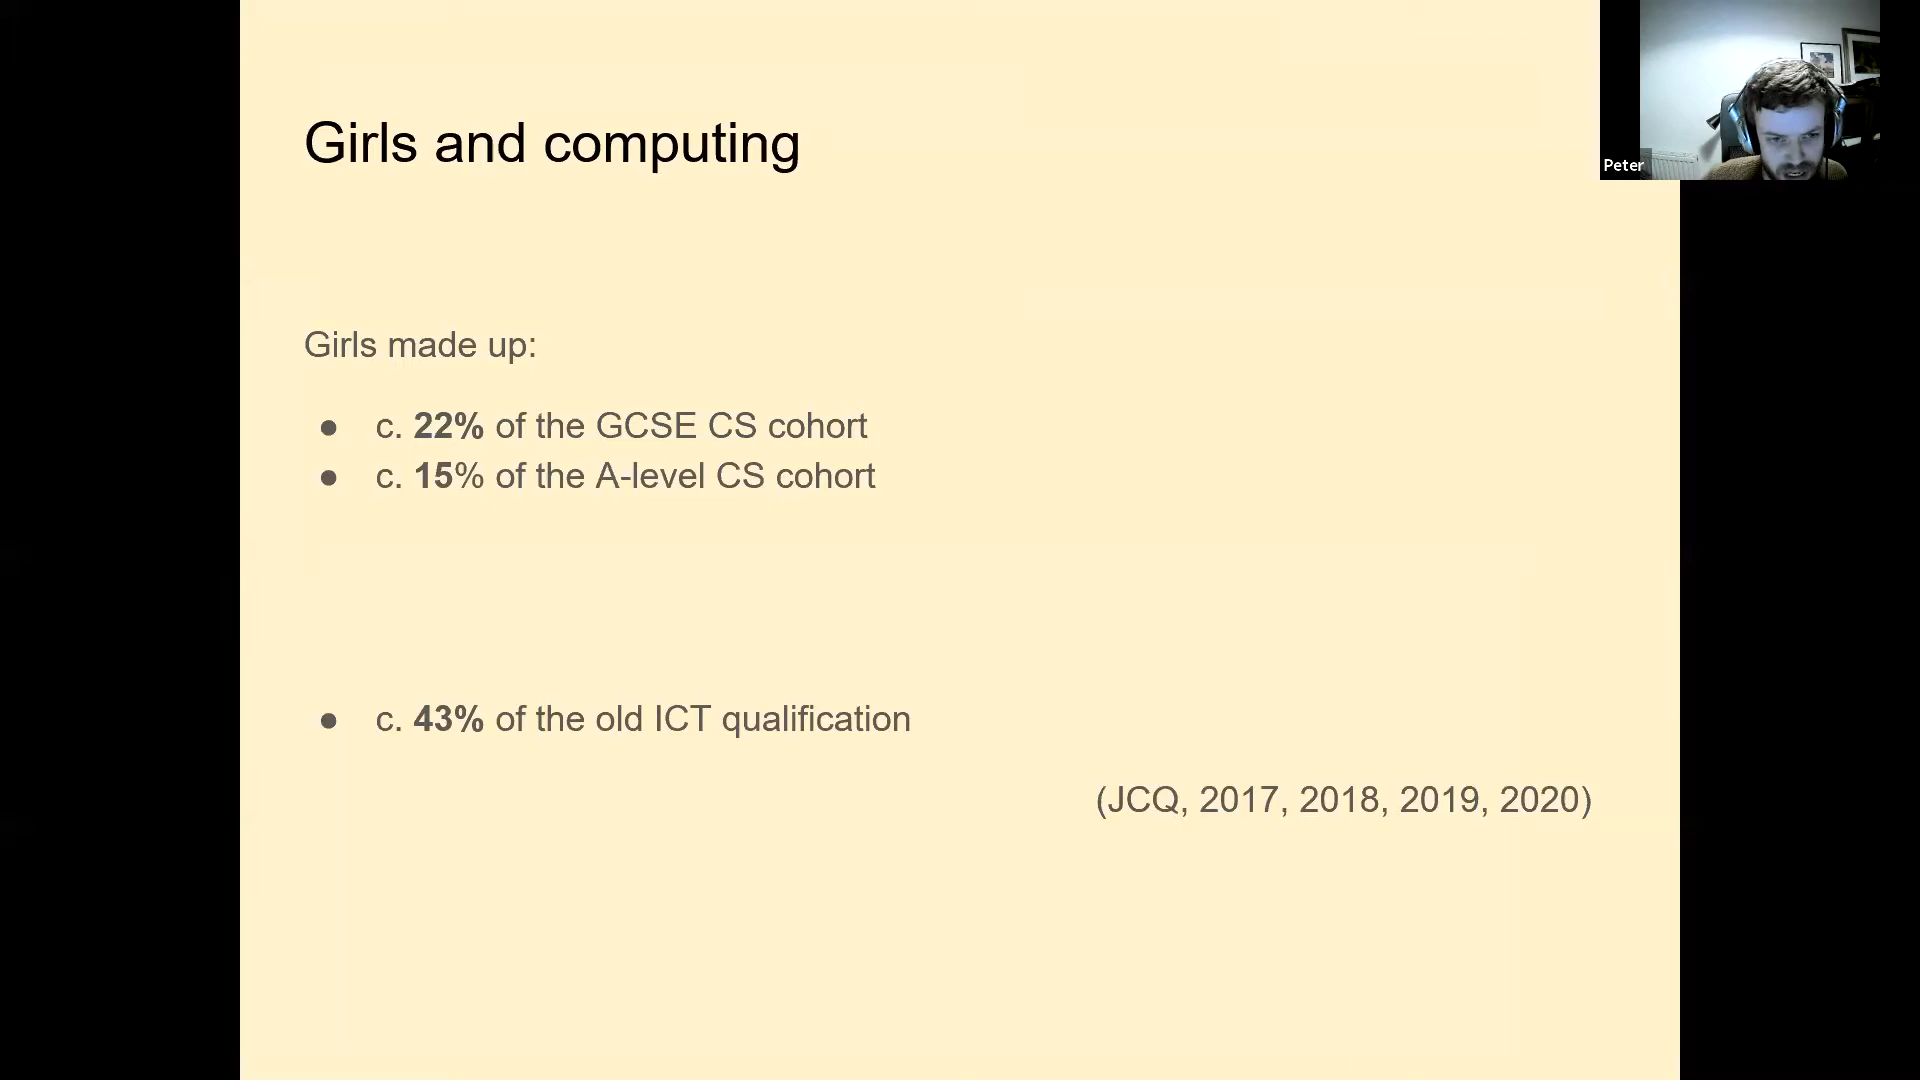 Girls and computing
Peter
Girls made up:
● c. 22% of the GCSE CS cohort
● c. 15% of the A-level CS cohort
● c. 43% of the old ICT qualification
(JCQ, 2017, 2018, 2019, 2020)